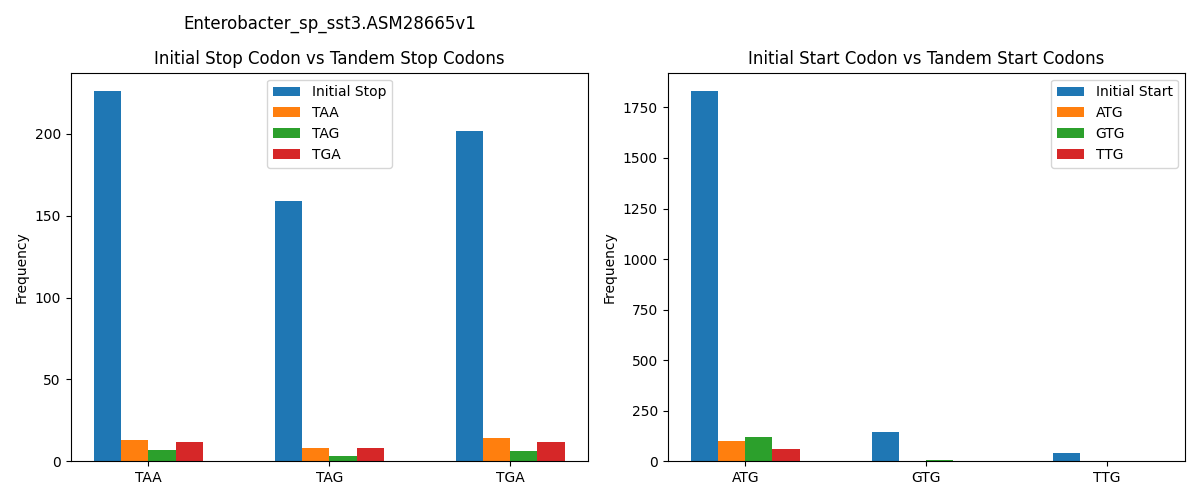 Enterobacter_sp_sst3.ASM28665v1
Initial Stop Codon vs Tandem Stop Codons
Frequency
200
150
100
50
0
TAA
TAG
TGA
Initial Stop
TAA
TAG
TGA
Initial Start Codon vs Tandem Start Codons
Frequency
1750
1500
1250
1000
750
500
250
0
ATG
GTG
TTG
Initial Start
ATG
GTG
TTG